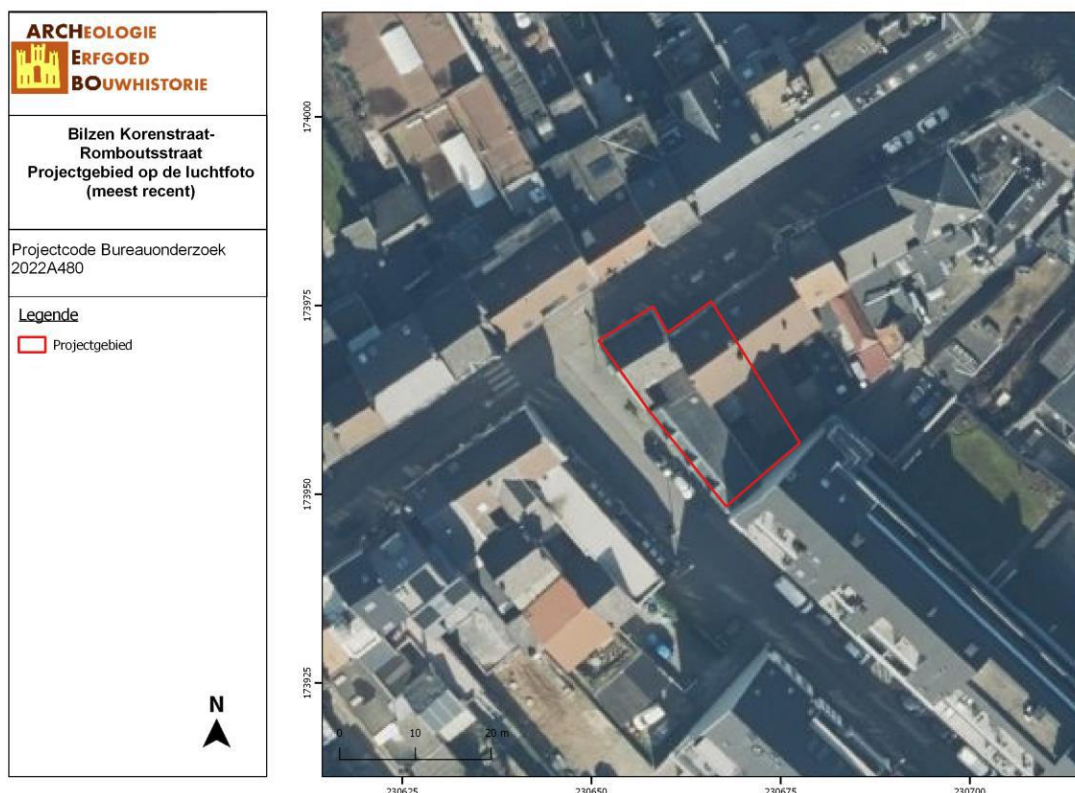 ARCHEOLOGIE
ERFGOED
BOUWHISTORIE
Bilzen Korenstraat-
Romboutsstraat
Projectgebied op de luchtfoto
(meest recent)
Projectcode Bureauonderzoek
2022A480
Legende
Projectgebied
N
174000
173975
173950
173925
0 10 20 m
230625 230650 230675 230700